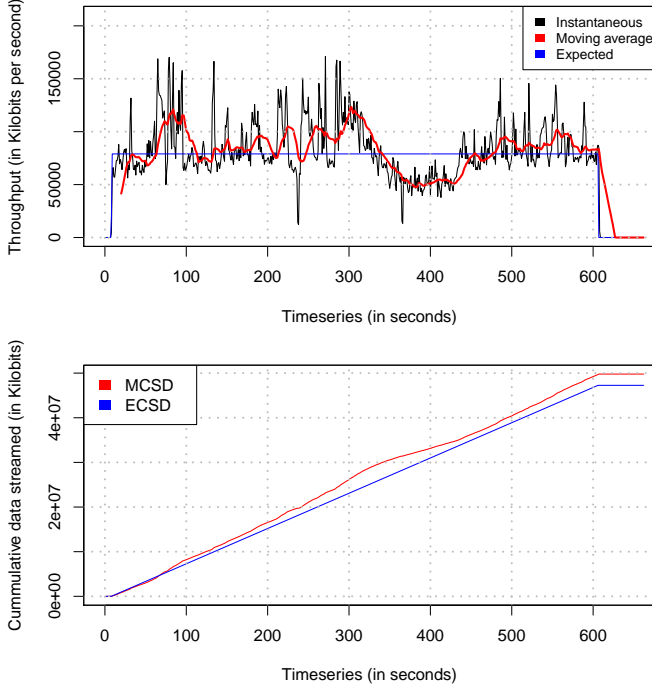 Throughput (in Kilobits per second)
150000
50000
0
Instantaneous
Moving average
Expected
0 100 200 300 400 500 600
Timeseries (in seconds)
Cummulative data streamed (in Kilobits)
4e+07
2e+07
0e+00
MCSD
ECSD
0 100 200 300 400 500 600
Timeseries (in seconds)